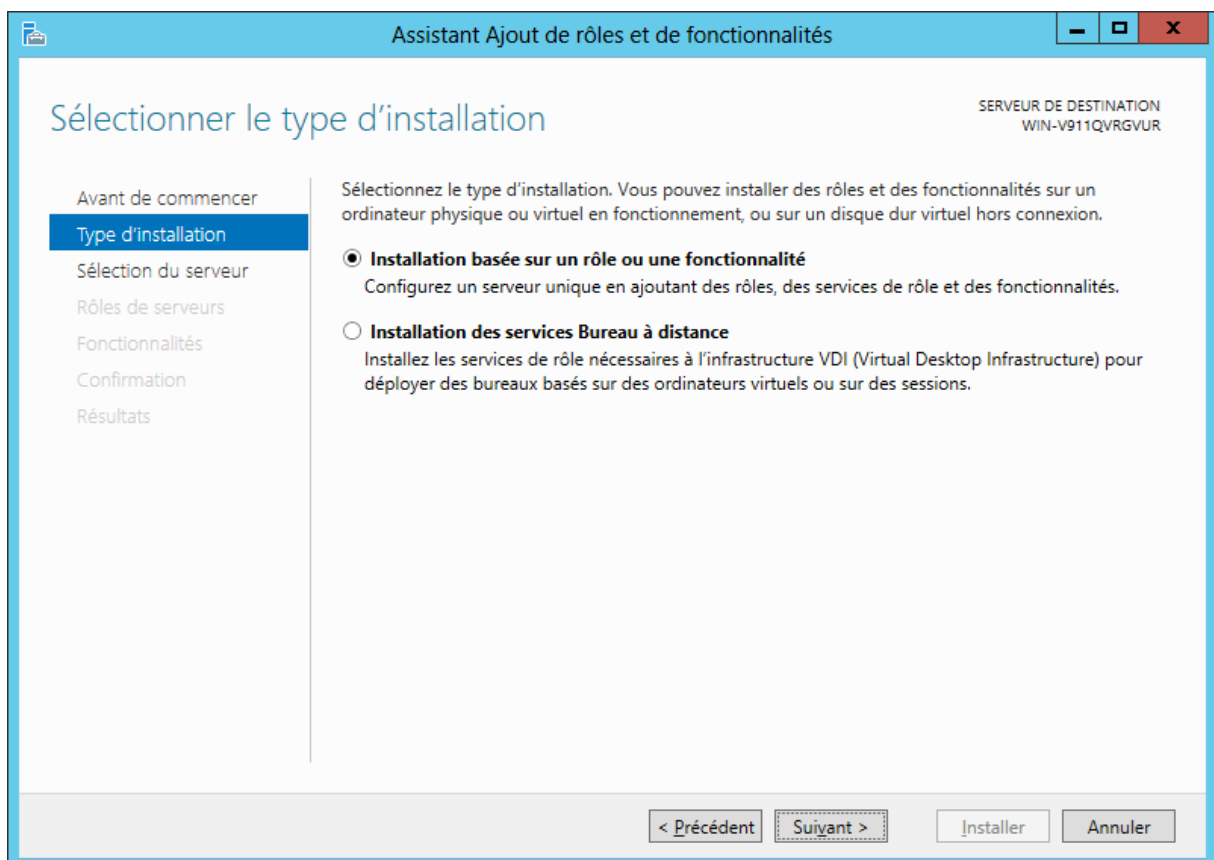 Assistant Ajout de rôles et de fonctionnalités
Sélectionner le type d'installation
SERVEUR DE DESTINATION
WIN-V911QVRGVUR
Avant de commencer
Type d'installation
Sélection du serveur
Rôles de serveurs
Fonctionnalités
Confirmation
Résultats
Sélectionnez le type d'installation. Vous pouvez installer des rôles et des fonctionnalités sur un
ordinateur physique ou virtuel en fonctionnement, ou sur un disque dur virtuel hors connexion.
Installation basée sur un rôle ou une fonctionnalité
Configurez un serveur unique en ajoutant des rôles, des services de rôle et des fonctionnalités.
Installation des services Bureau à distance
Installez les services de rôle nécessaires à l'infrastructure VDI (Virtual Desktop Infrastructure) pour
déployer des bureaux basés sur des ordinateurs virtuels ou sur des sessions.
< Précédent Suivant > Installer Annuler